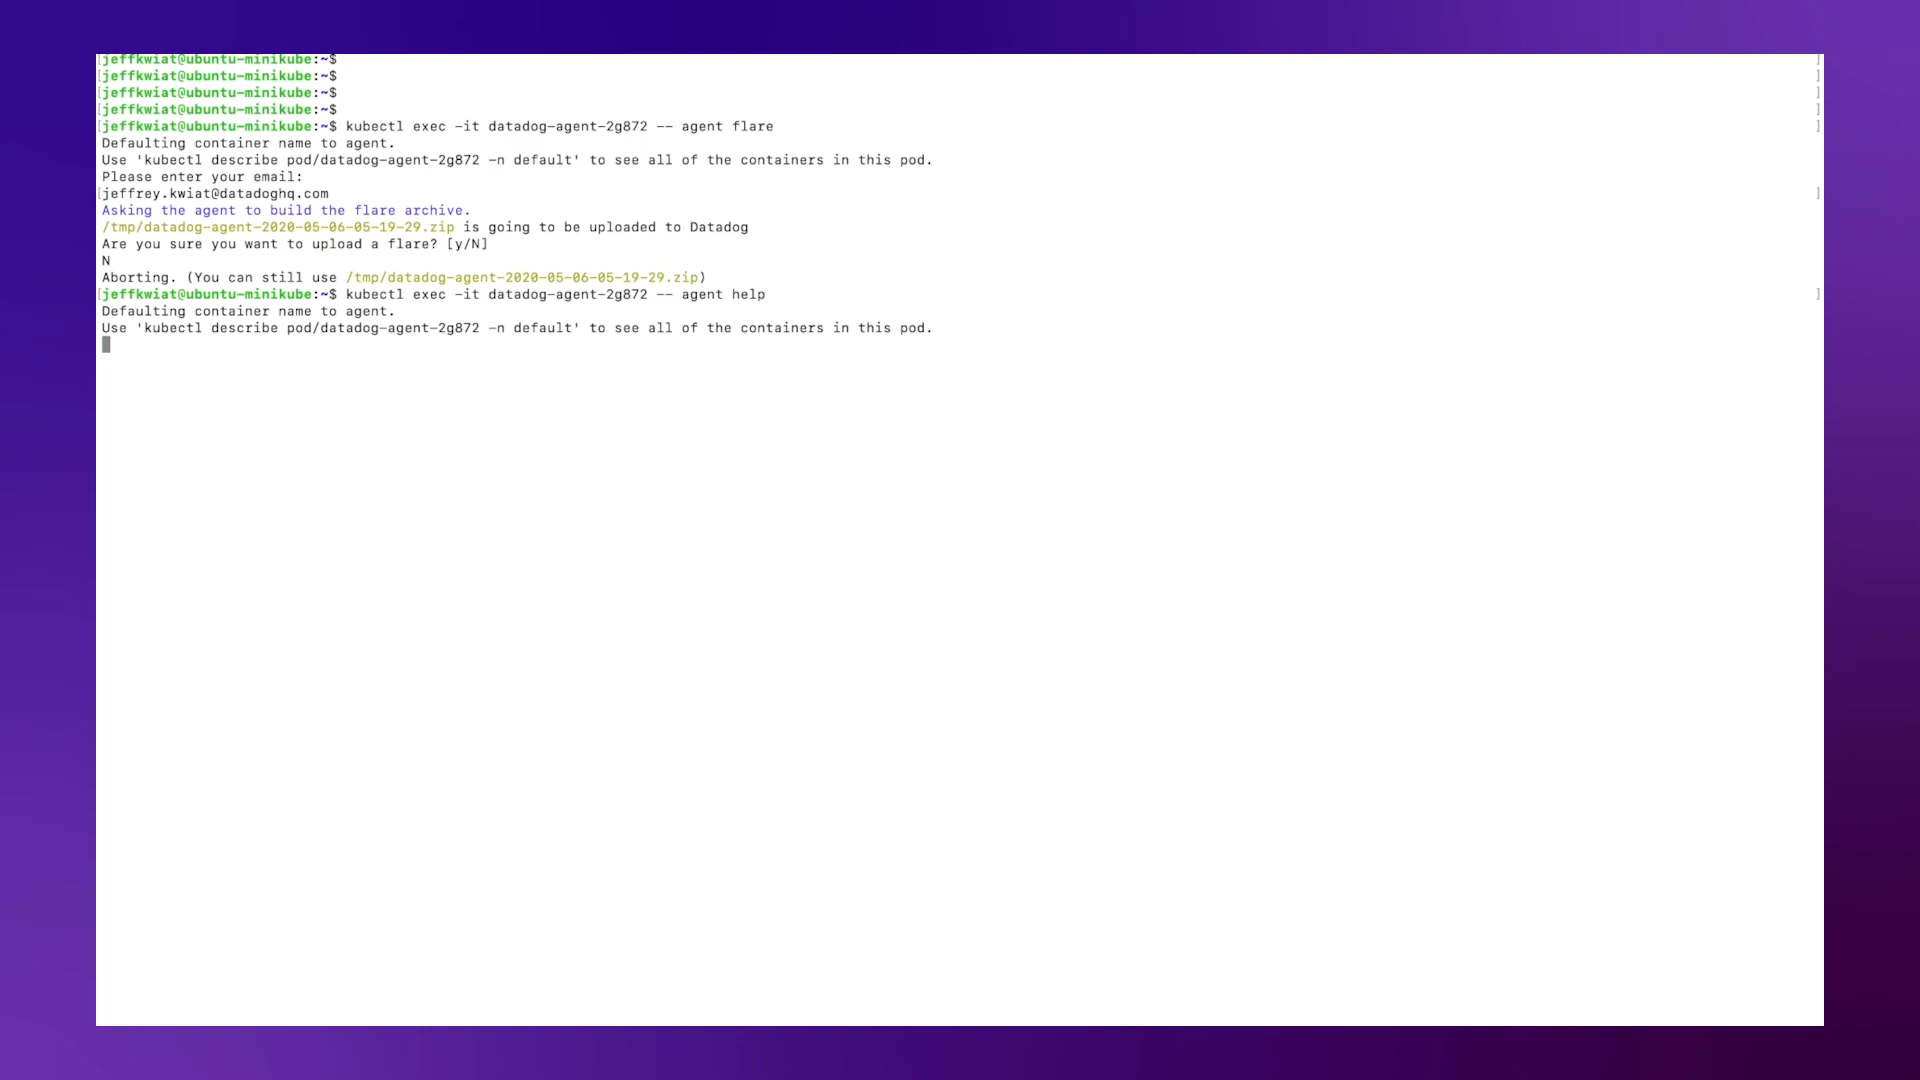 [jeffkwiat@ubuntu-minikube:~$ ]
[jeffkwiat@ubuntu-minikube:~$ ]
[jeffkwiat@ubuntu-minikube:~$ ]
[jeffkwiat@ubuntu-minikube:~$ ]
[jeffkwiat@ubuntu-minikube:~$ kubectl exec -it datadog-agent-2g872 -- agent flare ]
Defaulting container name to agent.
Use 'kubectl describe pod/datadog-agent-2g872 -n default' to see all of the containers in this pod.
Please enter your email:
[jeffrey.kwiat@datadoghq.com ]
Asking the agent to build the flare archive.
/tmp/datadog-agent-2020-05-06-05-19-29.zip is going to be uploaded to Datadog
Are you sure you want to upload a flare? [y/N]
N
Aborting. (You can still use /tmp/datadog-agent-2020-05-06-05-19-29.zip)
[jeffkwiat@ubuntu-minikube:~$ kubectl exec -it datadog-agent-2g872 -- agent help ]
Defaulting container name to agent.
Use 'kubectl describe pod/datadog-agent-2g872 -n default' to see all of the containers in this pod.